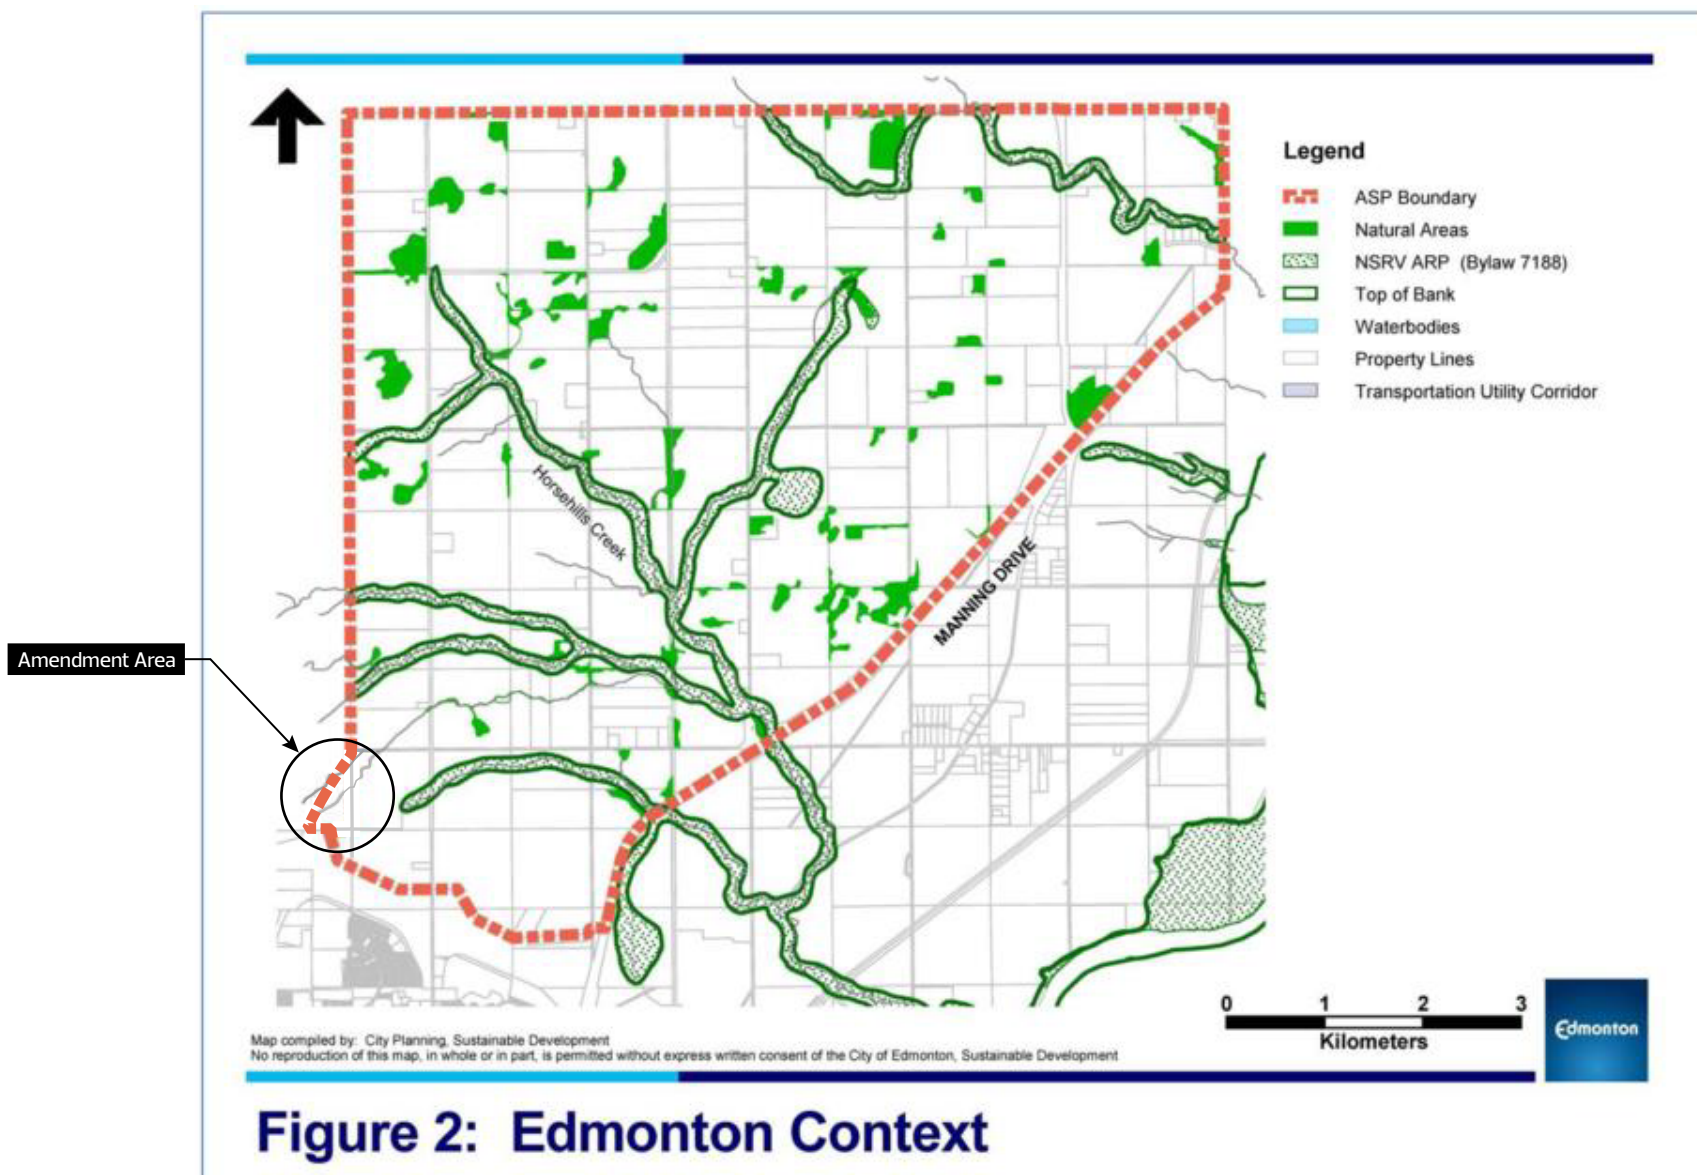 Legend
ASP Boundary
Natural Areas
NSRV ARP (Bylaw 7188)
Top of Bank
Waterbodies
Property Lines
Transportation Utility Corridor
Horsehills Creek
MANNING DRIVE
Amendment Area
0 1 2 3
Kilometers
Edmonton
Map compiled by: City Planning, Sustainable Development
No reproduction of this map, in whole or in part, is permitted without express written consent of the City of Edmonton, Sustainable Development
Figure 2: Edmonton Context